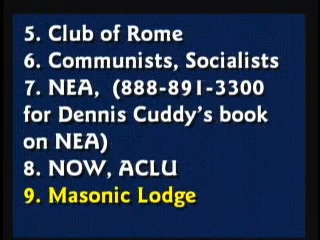 5. Club of Rome
6. Communists, Socialists
7. NEA,  (888-891-3300
for Dennis Cuddy's book
on NEA)
8. NOW, ACLU
9. Masonic Lodge